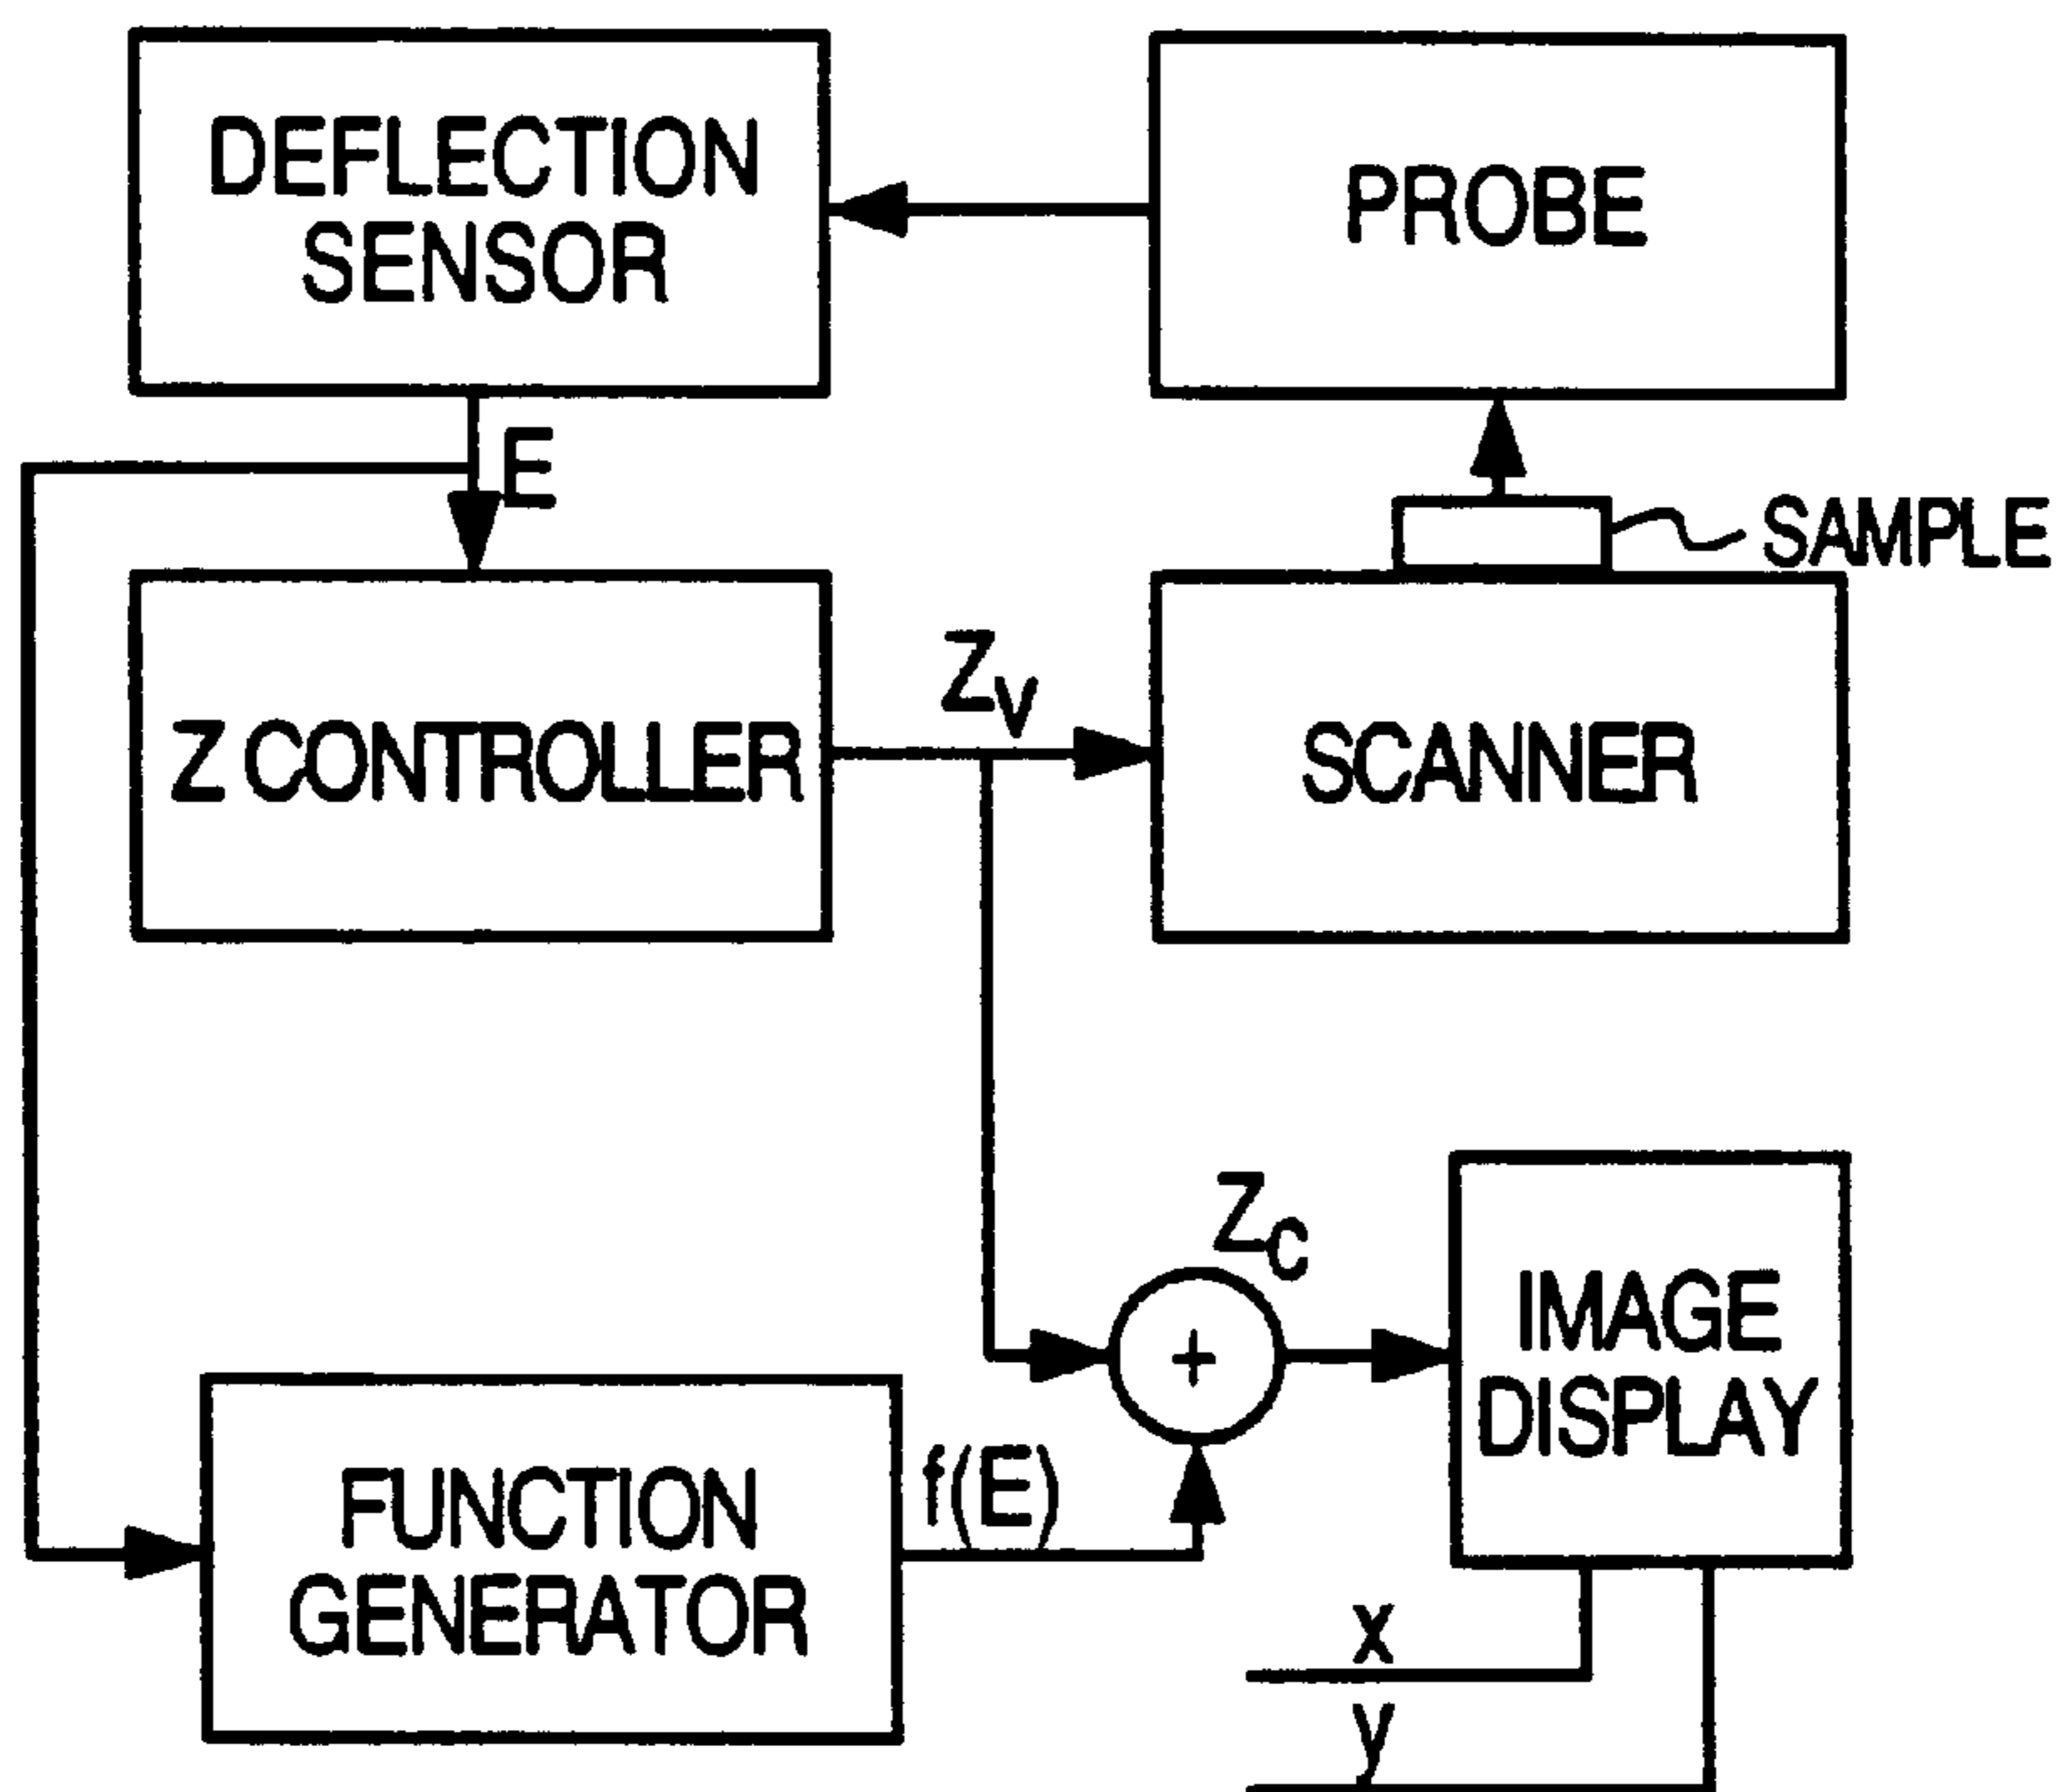 DEFLECTION
SENSOR
PROBE
E
SAMPLE
Z CONTROLLER
Zv
SCANNER
Zc
IMAGE
DISPLAY
FUNCTION
GENERATOR
f(E)
+
x
y